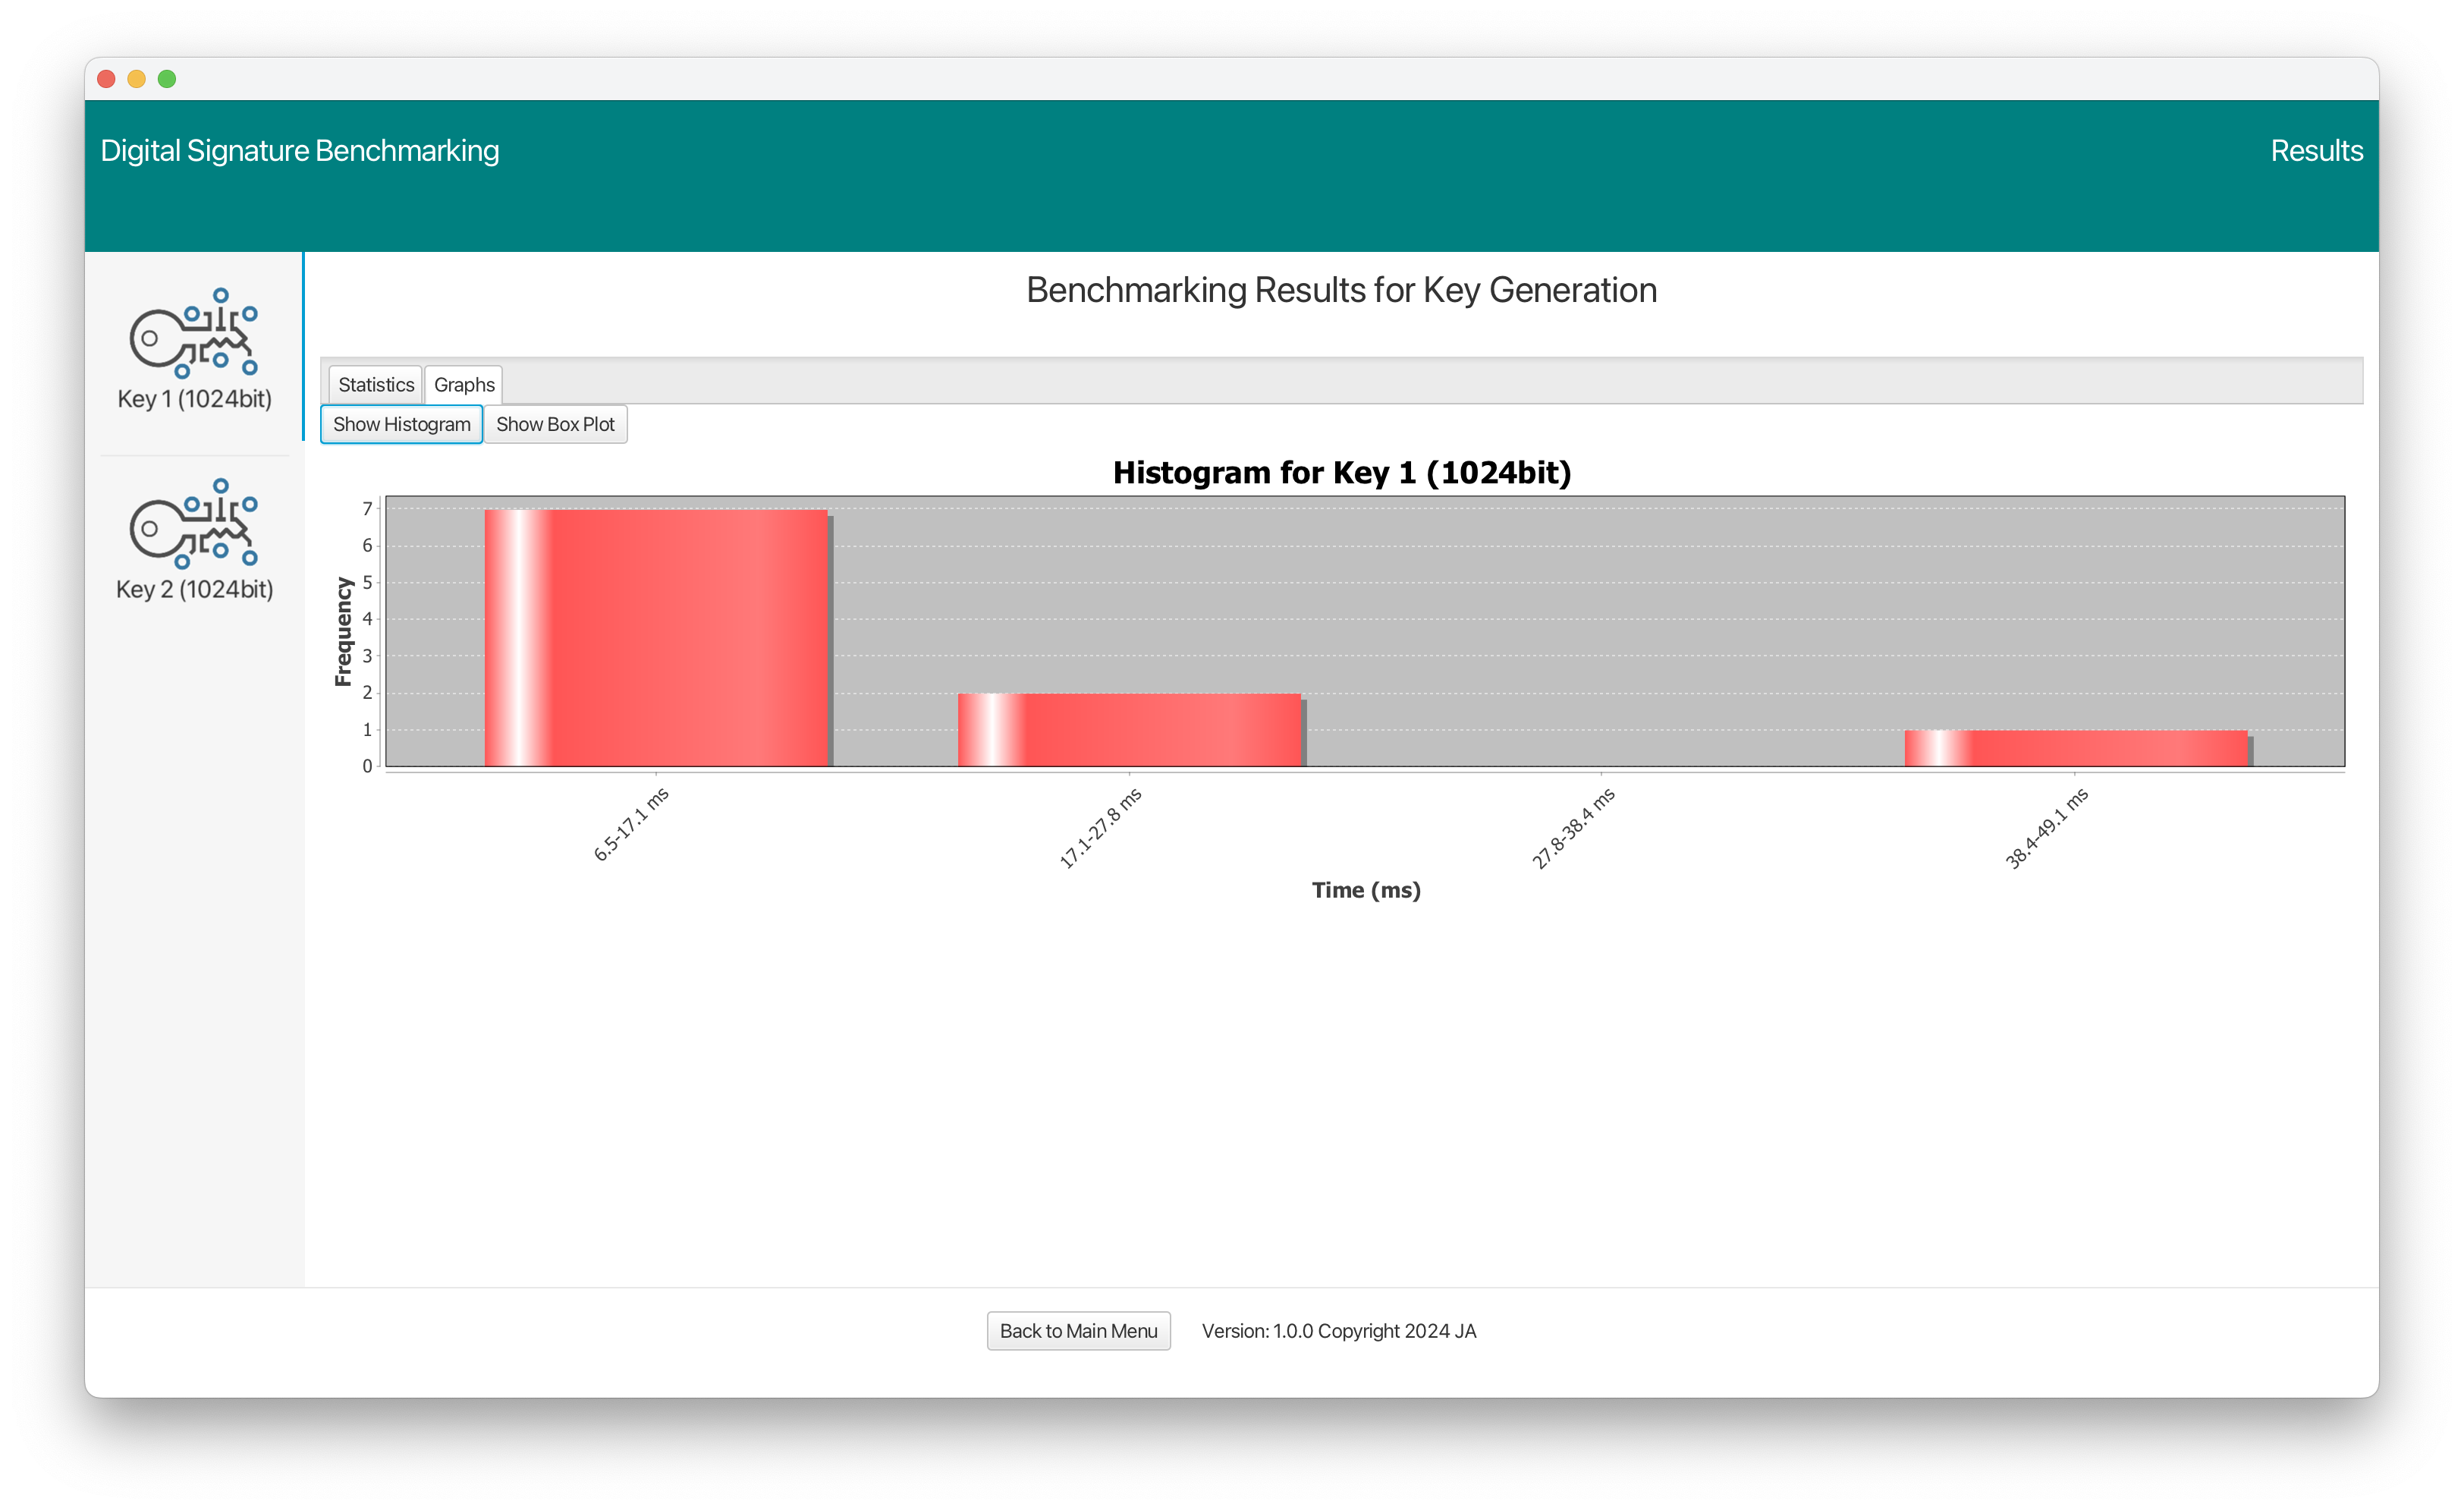 Digital Signature Benchmarking
Results
Key 1 (1024bit)
Key 2 (1024bit)
Benchmarking Results for Key Generation
Statistics
Graphs
Show Histogram
Show Box Plot
Histogram for Key 1 (1024bit)
Frequency
7
6
5
4
3
2
1
0
6.5-17.1 ms
17.1-27.8 ms
27.8-38.4 ms
38.4-49.1 ms
Time (ms)
Back to Main Menu
Version: 1.0.0 Copyright 2024 JA